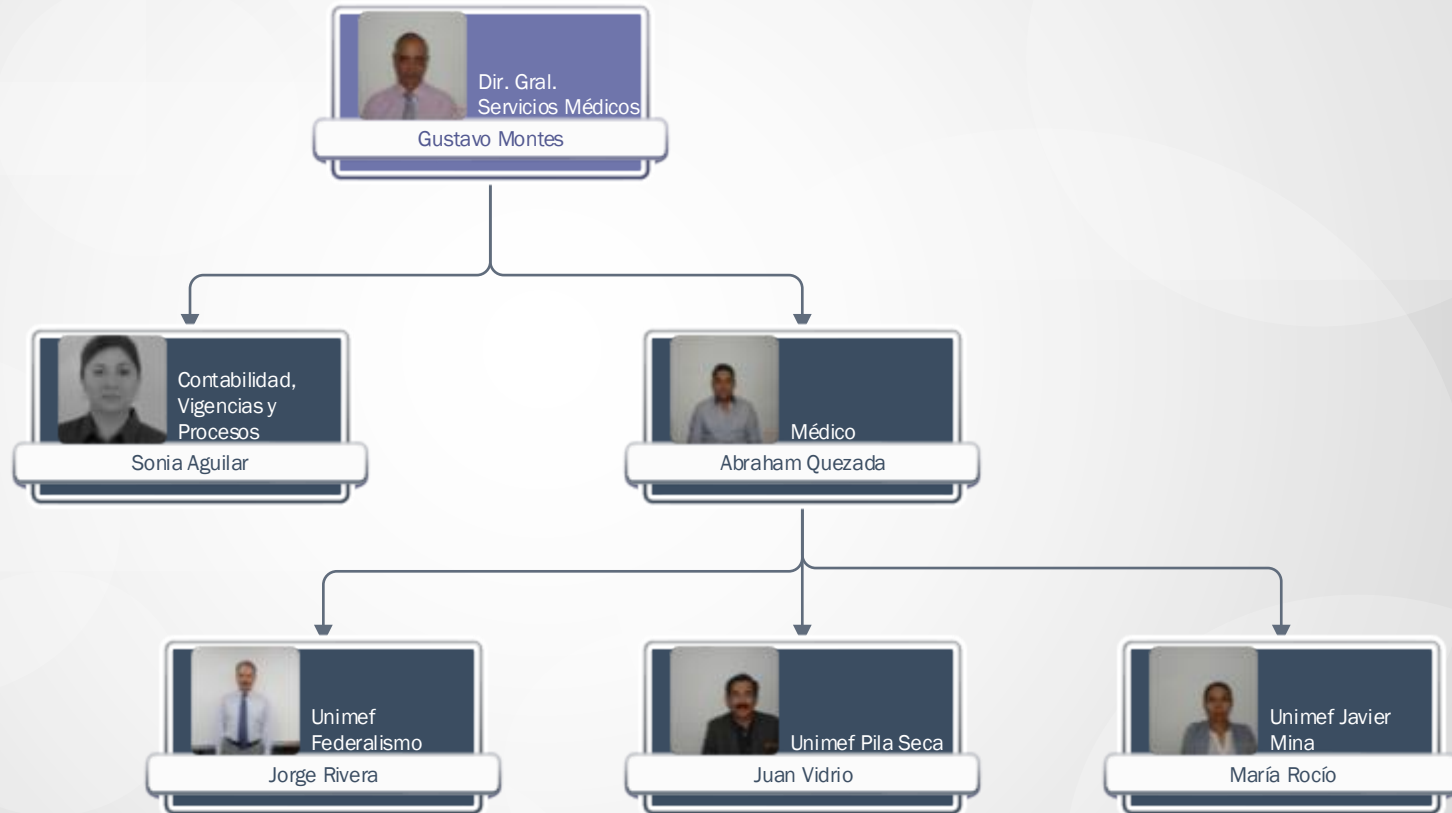 Dir. Gral.
Servicios Médicos
Gustavo Montes
Contabilidad,
Vigencias y
Procesos
Sonia Aguilar
Médico
Abraham Quezada
Unimef
Federalismo
Jorge Rivera
Unimef Pila Seca
Juan Vidrio
Unimef Javier
Mina
María Rocío